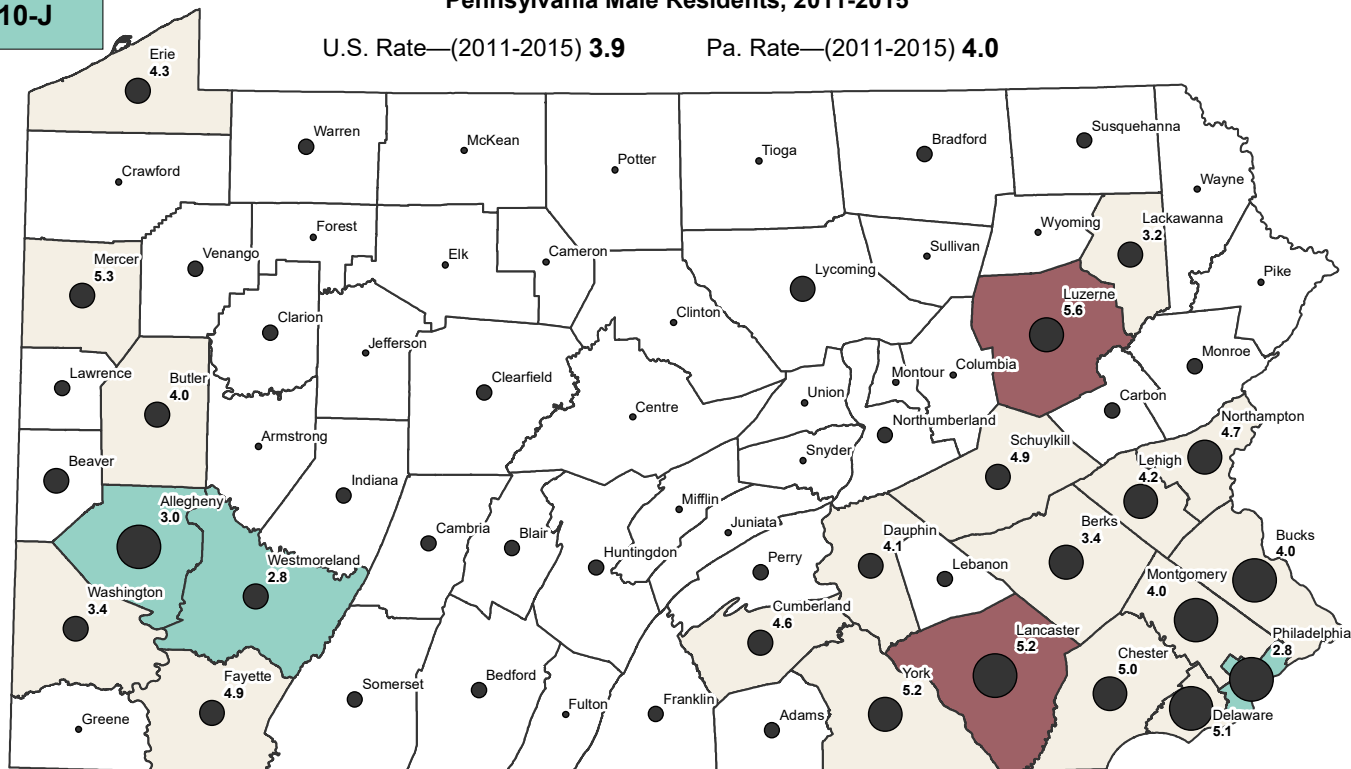 10-J
Pennsylvania Male Residents, 2011-2015
U.S. Rate—(2011-2015) 3.9
Pa. Rate—(2011-2015) 4.0
Erie
4.3
Warren
McKean
Potter
Tioga
Bradford
Susquehanna
Wayne
Crawford
Forest
Elk
Cameron
Sullivan
Wyoming
Lackawanna
3.2
Mercer
5.3
Venango
Lycoming
Pike
Clarion
Clinton
Luzerne
5.6
Jefferson
Lawrence
Butler
4.0
Clearfield
Centre
Union
Montour
Columbia
Monroe
Carbon
Northampton
4.7
Armstrong
Northumberland
Snyder
Schuylkill
4.9
Lehigh
4.2
Beaver
Indiana
Allegheny
3.0
Mifflin
Juniata
Cambria
Blair
Huntingdon
Perry
Dauphin
4.1
Lebanon
Berks
3.4
Bucks
4.0
Westmoreland
2.8
Washington
3.4
Cumberland
4.6
Montgomery
4.0
Lancaster
5.2
Philadelphia
2.8
Chester
5.0
York
5.2
Fayette
4.9
Somerset
Bedford
Fulton
Franklin
Adams
Delaware
5.1
Greene